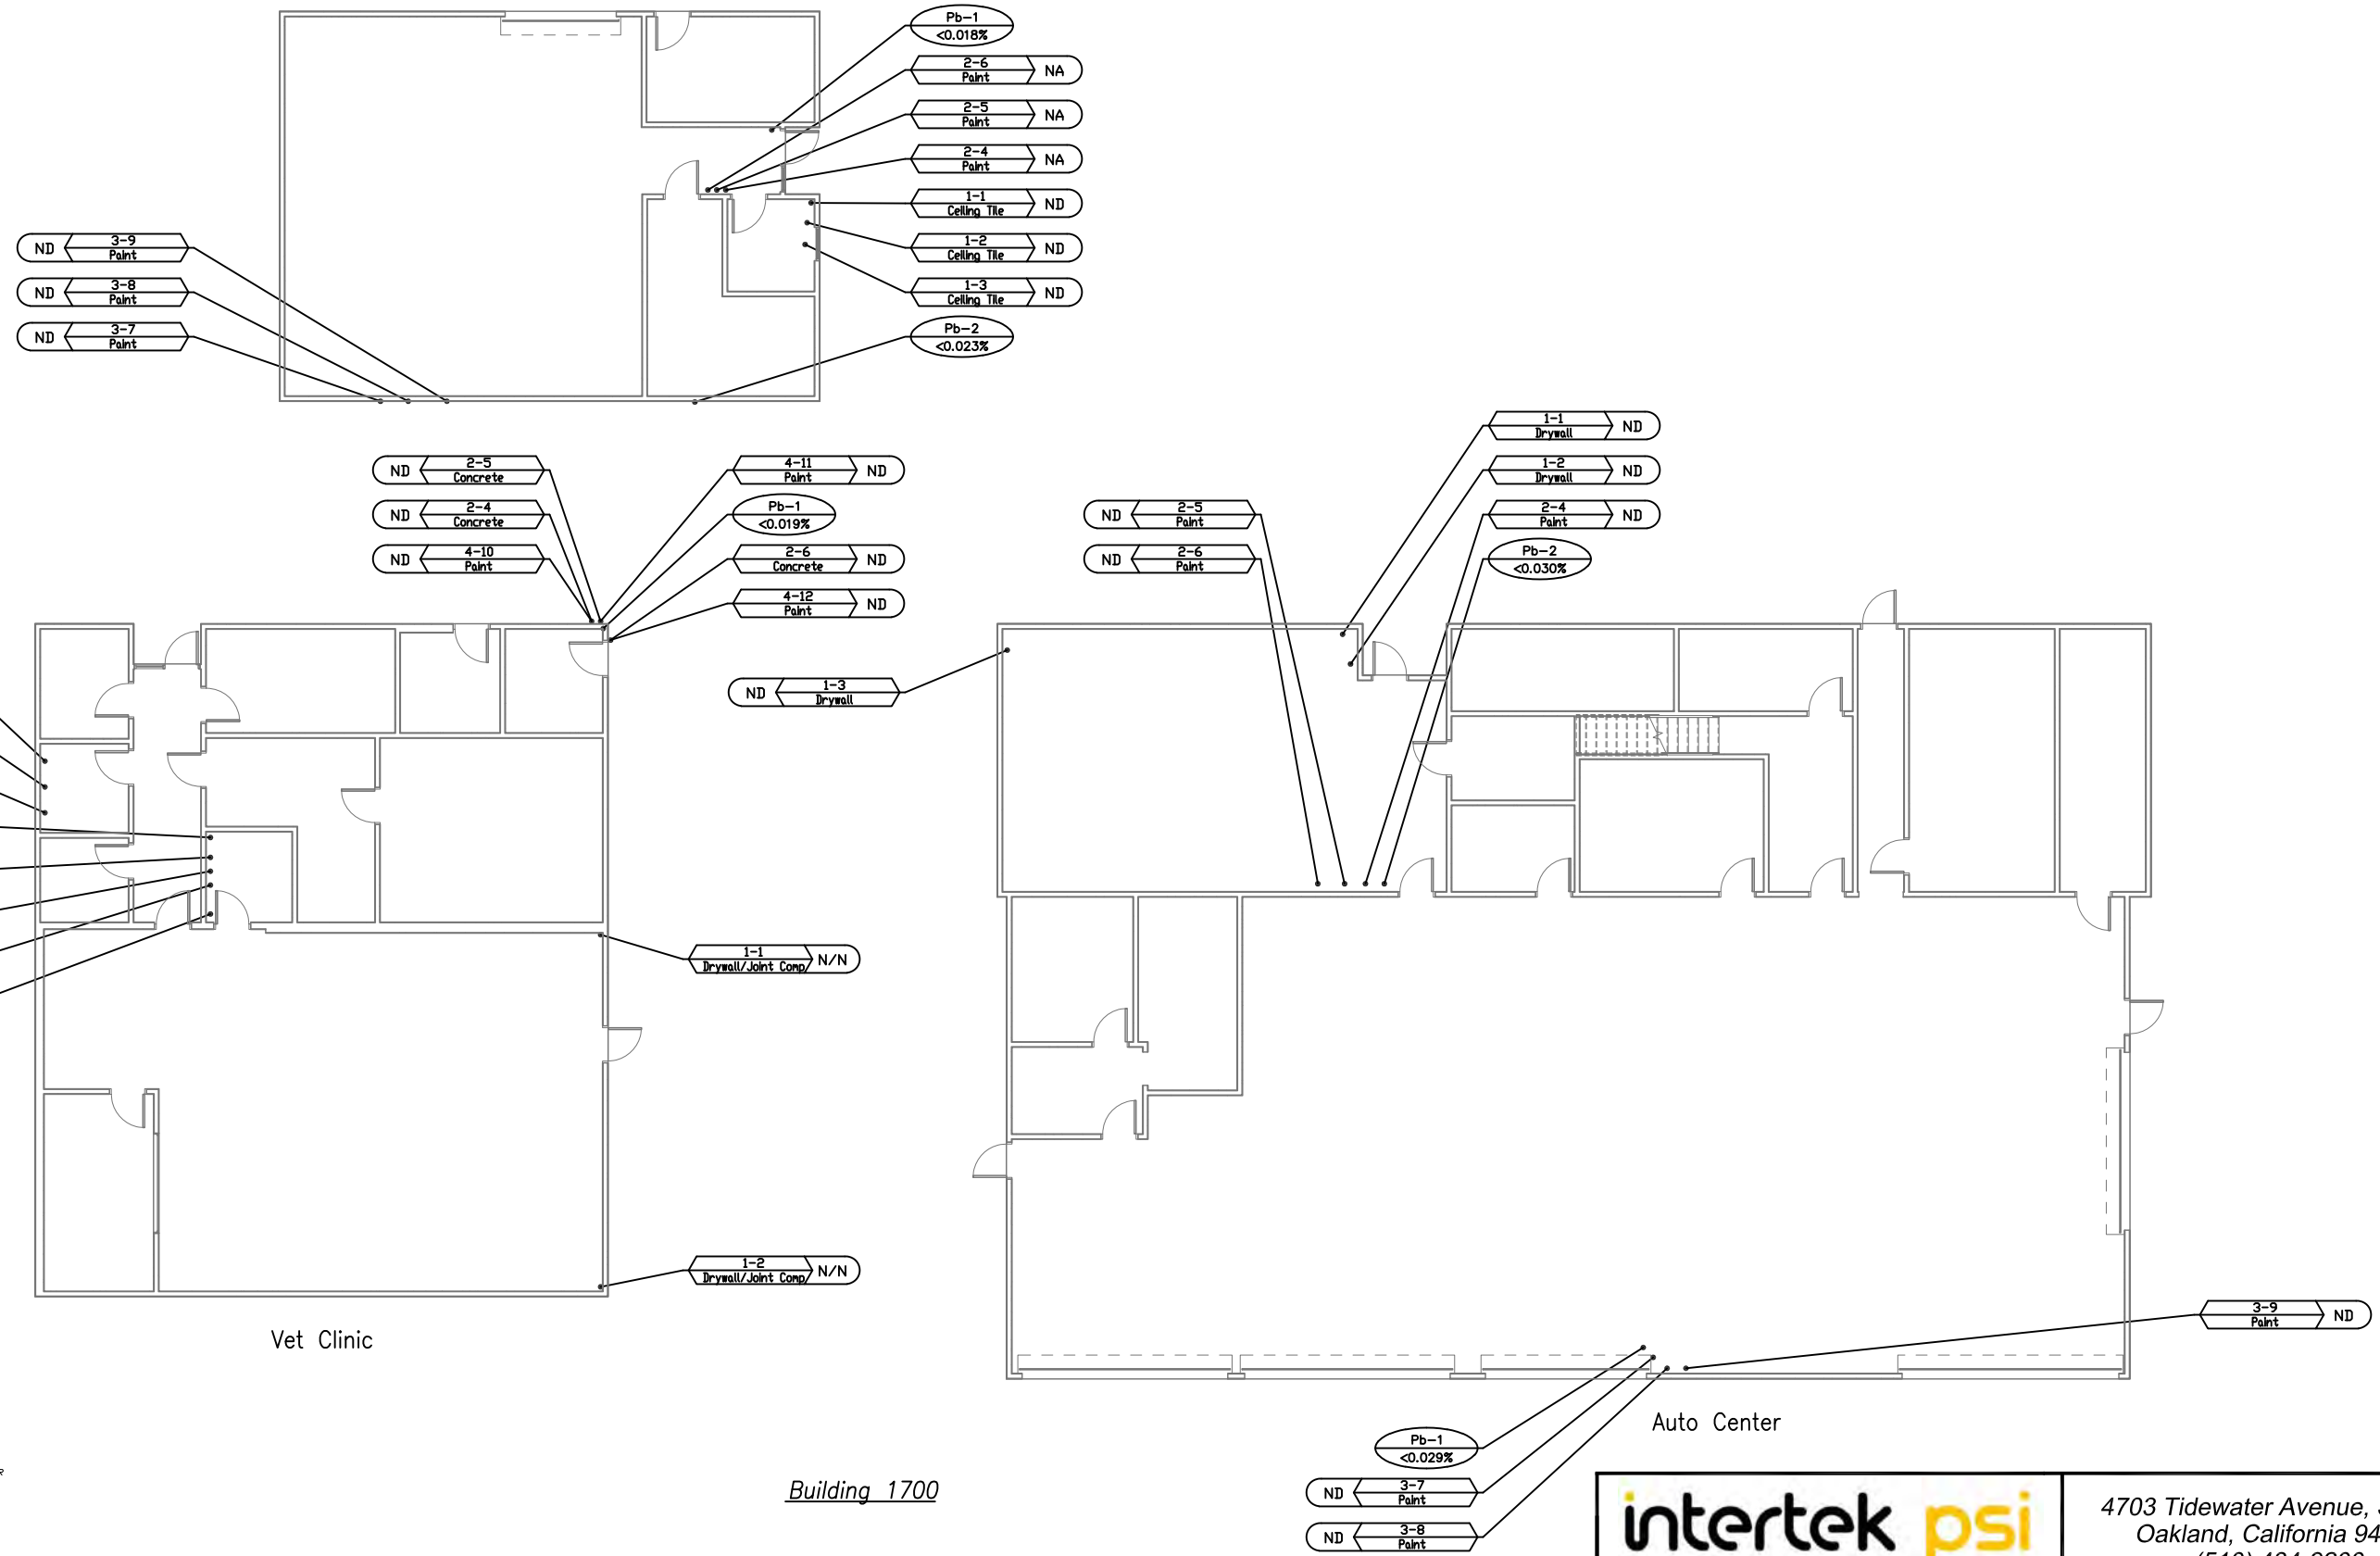 Pb-1
<0.018%
2-6
Paint
NA
2-5
Paint
NA
2-4
Paint
NA
1-1
Ceiling Tile
ND
1-2
Ceiling Tile
ND
1-3
Ceiling Tile
ND
Pb-2
<0.023%
ND
3-9
Paint
ND
3-8
Paint
ND
3-7
Paint
ND
2-5
Concrete
ND
2-4
Concrete
ND
4-10
Paint
4-11
Paint
ND
Pb-1
<0.019%
2-6
Concrete
ND
4-12
Paint
ND
1-1
Drywall/Joint Comp
N/N
1-2
Drywall/Joint Comp
N/N
Vet Clinic
1-1
Drywall
ND
1-2
Drywall
ND
2-4
Paint
ND
Pb-2
<0.030%
ND
2-5
Paint
ND
2-6
Paint
ND
1-3
Drywall
3-9
Paint
ND
Auto Center
Pb-1
<0.029%
ND
3-7
Paint
ND
3-8
Paint
Building 1700
intertek psi
4703 Tidewater Avenue,
Oakland, California 94